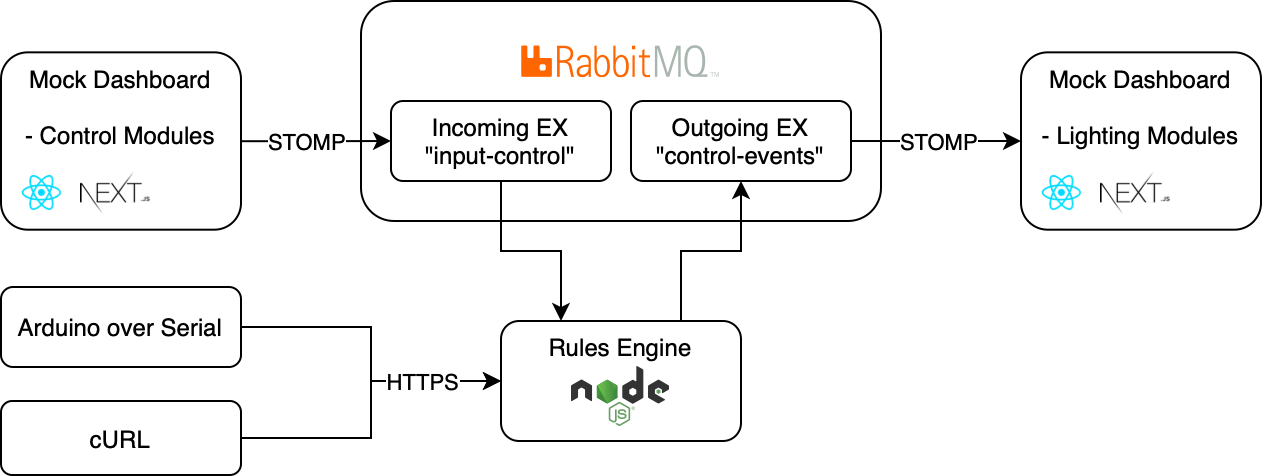 Mock Dashboard
- Control Modules
NEXT.JS
STOMP
RabbitMQ™
Incoming EX
"input-control"
Outgoing EX
"control-events"
STOMP
Mock Dashboard
- Lighting Modules
NEXT.JS
Arduino over Serial
cURL
HTTPS
Rules Engine
node
JS®